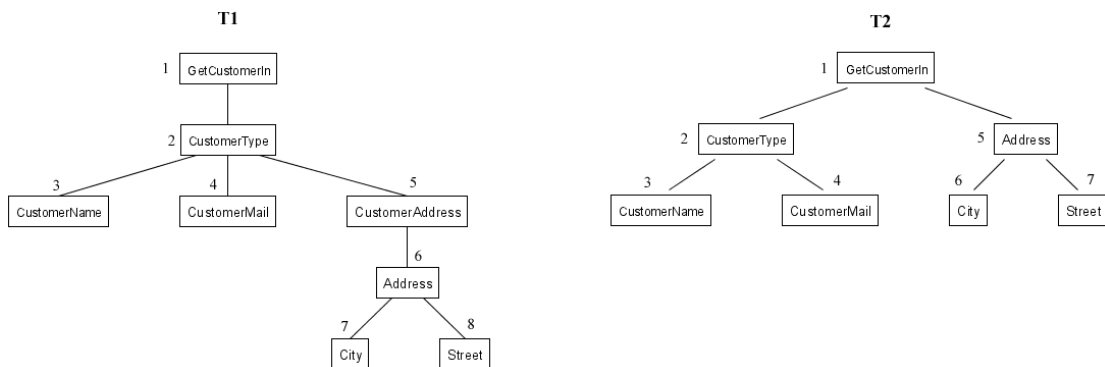 T1
1 GetCustomerIn
2 CustomerType
3 4 5
CustomerName CustomerMail CustomerAddress
6
Address
7 8
City Street
T2
1 GetCustomerIn
2 CustomerType 5 Address
3 4 6 7
CustomerName CustomerMail City Street